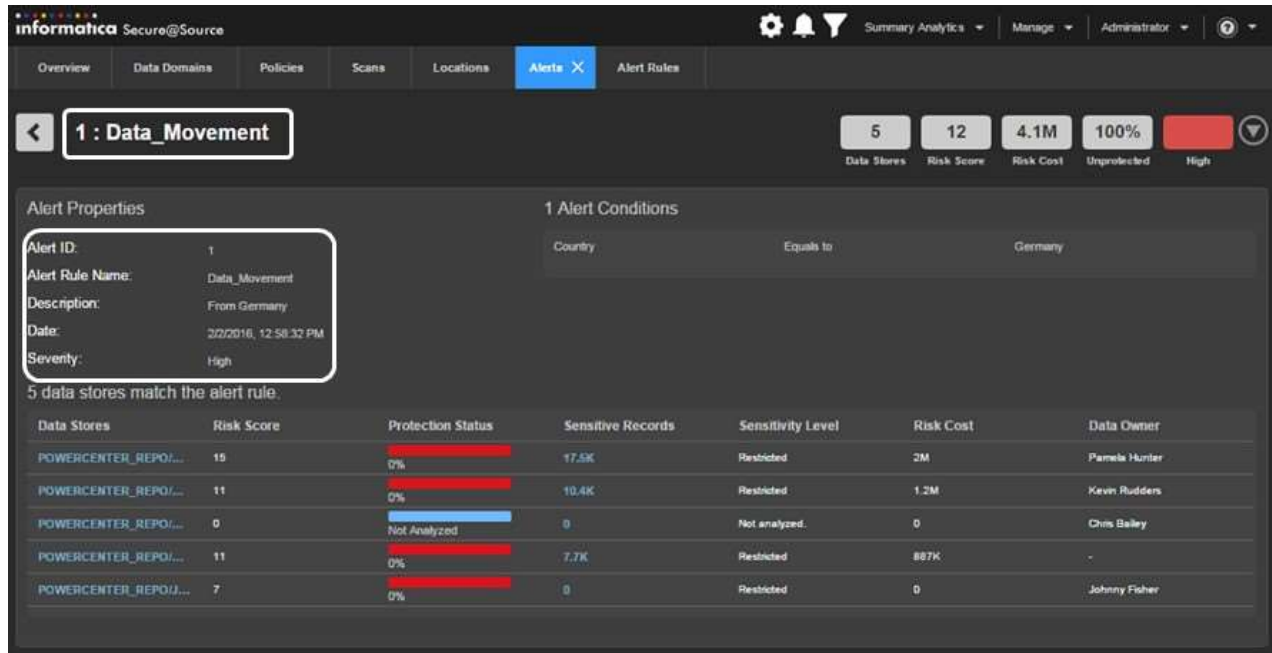 informatica Secure@Source
Summary Analytics Manage Administrator
Overview Data Domains Policies Scans Locations Alerts Alert Rules
1 : Data_Movement
5 12 4.1M 100%
Data Stores Risk Score Risk Cost Unprotected High
Alert Properties
1 Alert Conditions
Alert ID: 1
Country Equals to Germany
Alert Rule Name: Data_Movement
Description: From Germany
Date: 2/2/2016, 12:58:32 PM
Severity: High
5 data stores match the alert rule.
Data Stores Risk Score Protection Status Sensitive Records Sensitivity Level Risk Cost Data Owner
POWERCENTER_REPO/... 15 0% 17.5K Restricted 2M Pamela Hunter
POWERCENTER_REPO/... 11 0% 10.4K Restricted 1.2M Kevin Rudders
POWERCENTER_REPO/... 0 Not Analyzed 0 Not analyzed. 0 Chris Bailey
POWERCENTER_REPO/... 11 0% 7.7K Restricted 887K -
POWERCENTER_REPO/J... 7 0% 0 Restricted 0 Johnny Fisher